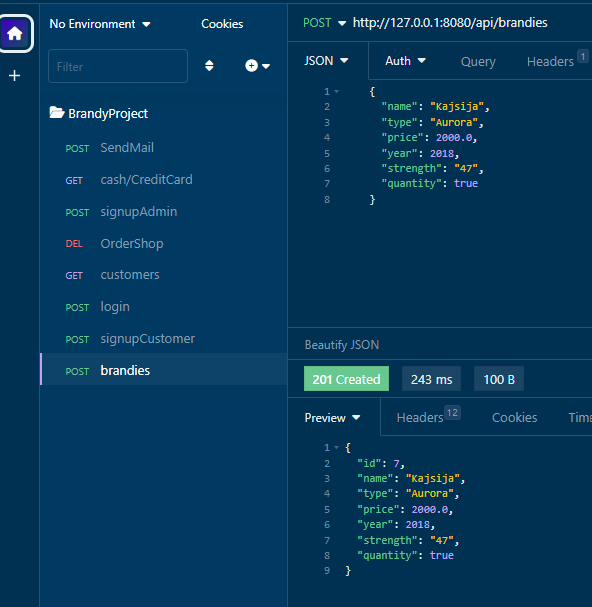 No Environment
Cookies
Filter
BrandyProject
POST SendMail
GET cash/CreditCard
POST signupAdmin
DEL OrderShop
GET customers
POST login
POST signupCustomer
POST brandies
POST http://127.0.0.1:8080/api/brandies
JSON Auth Query Headers 1
1 {
2 "name": "Kajsija",
3 "type": "Aurora",
4 "price": 2000.0,
5 "year": 2018,
6 "strength": "47",
7 "quantity": true
8 }
Beautify JSON
201 Created 243 ms 100 B
Preview Headers 12 Cookies Time
1 {
2 "id": 7,
3 "name": "Kajsija",
4 "type": "Aurora",
5 "price": 2000.0,
6 "year": 2018,
7 "strength": "47",
8 "quantity": true
9 }